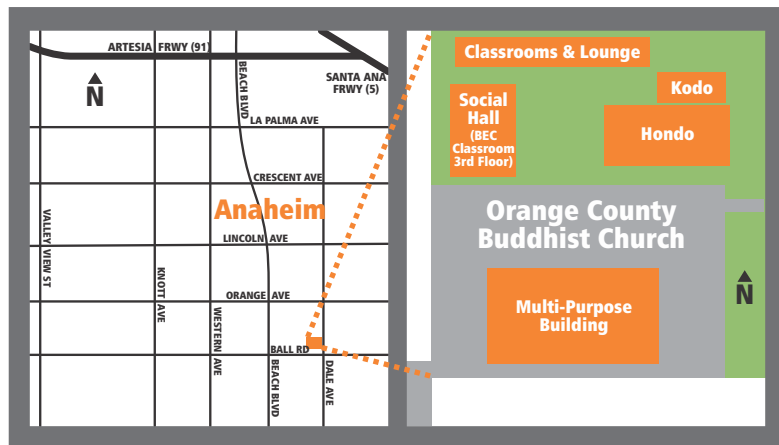 ARTESIA FRWY (91)
SANTA ANA
FRWY (5)
N
BEACH BLVD
LA PALMA AVE
CRESCENT AVE
Anaheim
LINCOLN AVE
VALLEY VIEW ST
KNOTT AVE
ORANGE AVE
WESTERN AVE
BALL RD
BEACH BLVD
DALE AVE
Classrooms & Lounge
Kodo
Social
Hall
(BEC
Classroom
3rd Floor)
Hondo
Orange County
Buddhist Church
Multi-Purpose
Building
N